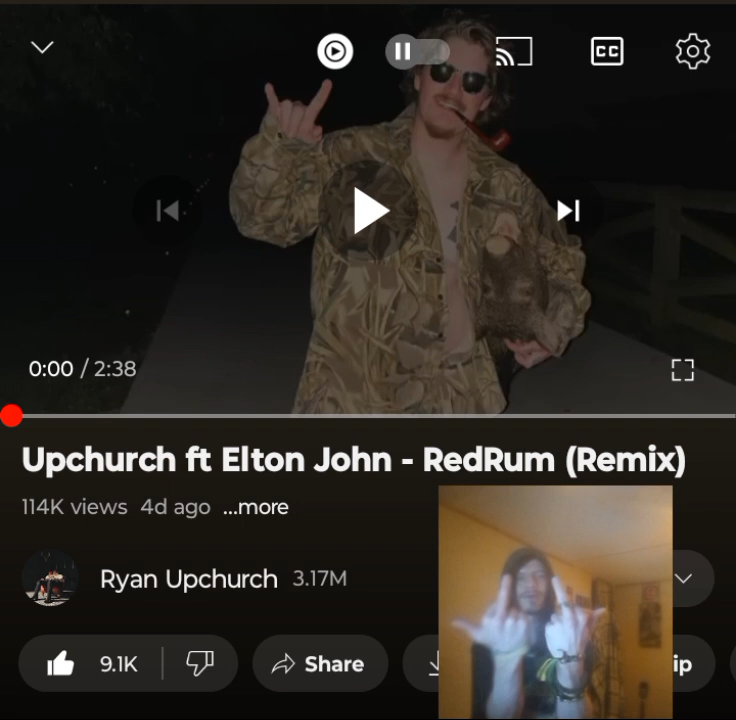 CC
0:00 / 2:38
Upchurch ft Elton John - RedRum (Remix)
114K views 4d ago ...more
Ryan Upchurch 3.17M
9.1K Share ip